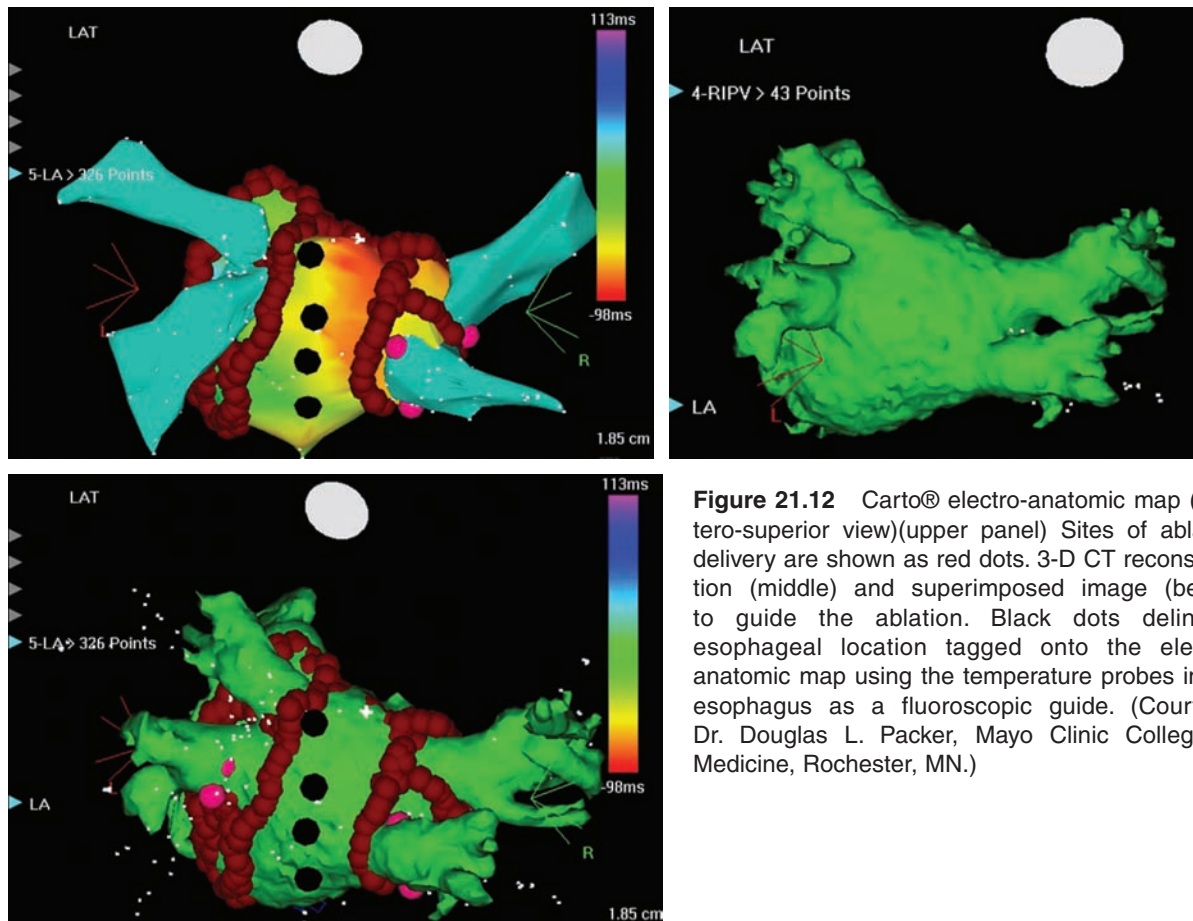 LAT
113ms
5-LA > 326 Points
-98ms
L
R
1.85 cm
LAT
4-RIPV > 43 Points
LA
L
LAT
113ms
5-LA > 326 Points
-98ms
LA
L
R
1.85 cm
Figure 21.12 Carto® electro-anatomic map (
tero-superior view)(upper panel) Sites of abl
delivery are shown as red dots. 3-D CT recons
tion (middle) and superimposed image (be
to guide the ablation. Black dots delin
esophageal location tagged onto the ele
anatomic map using the temperature probes i
esophagus as a fluoroscopic guide. (Cour
Dr. Douglas L. Packer, Mayo Clinic Colleg
Medicine, Rochester, MN.)